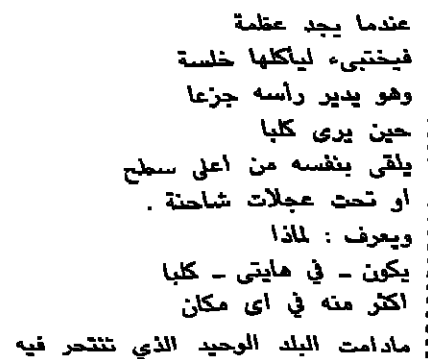 عندما يجد عظمة
فيختبىء ليأكلها خلسة
وهو يدير رأسه جزعا
حين يرى كلبا
يلقى بنفسه من اعلى سطح
او تحت عجلات شاحنة .
ويعرف : لماذا
يكون ــ في هايتى ــ كلبا
اكثر منه في اى مكان
مادامت البلد الوحيد الذي تنتحر فيه